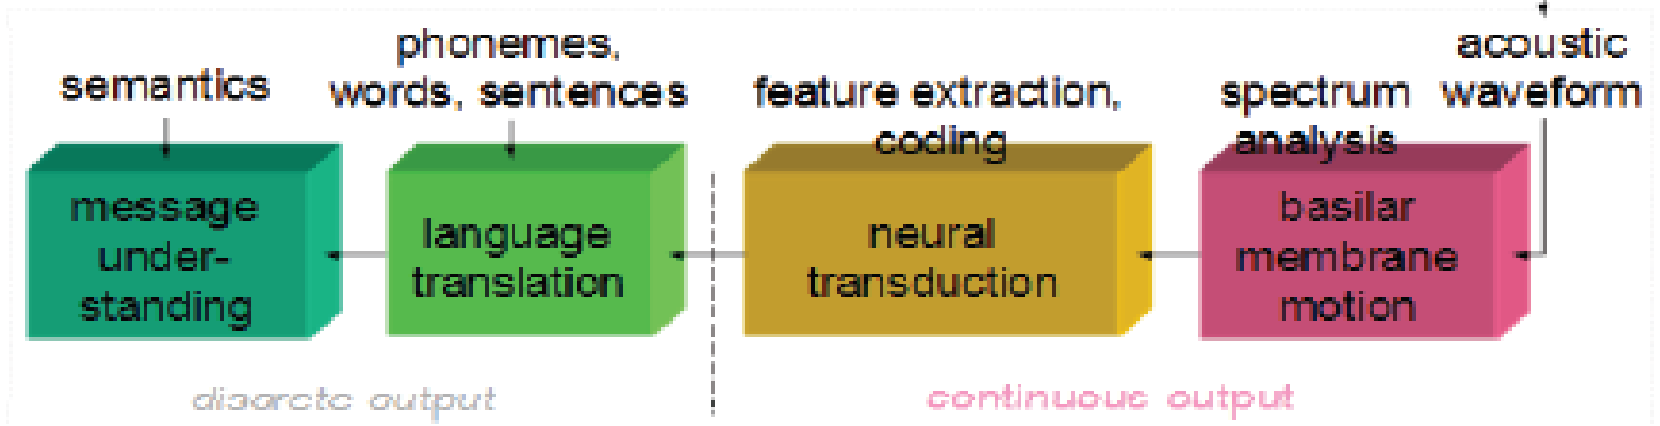 semantics
phonemes,
words, sentences
feature extraction,
coding
spectrum
analysis
acoustic
waveform
message
under-
standing
language
translation
neural
transduction
basilar
membrane
motion
discrete output
continuous output